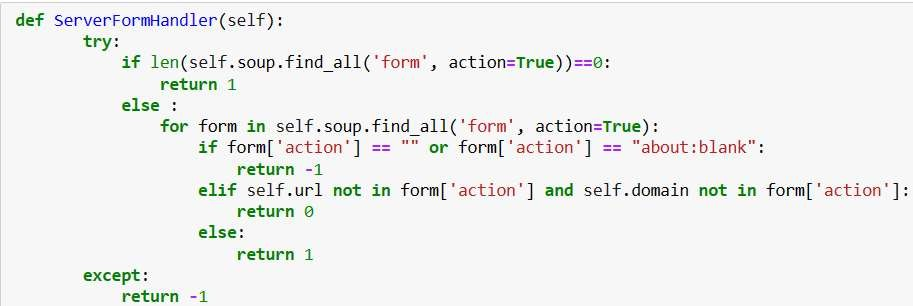 def ServerFormHandler(self):
        try:
            if len(self.soup.find_all('form', action=True))==0:
                return 1
            else :
                for form in self.soup.find_all('form', action=True):
                    if form['action'] == "" or form['action'] == "about:blank":
                        return -1
                    elif self.url not in form['action'] and self.domain not in form['action']:
                        return 0
                    else:
                        return 1
        except:
            return -1